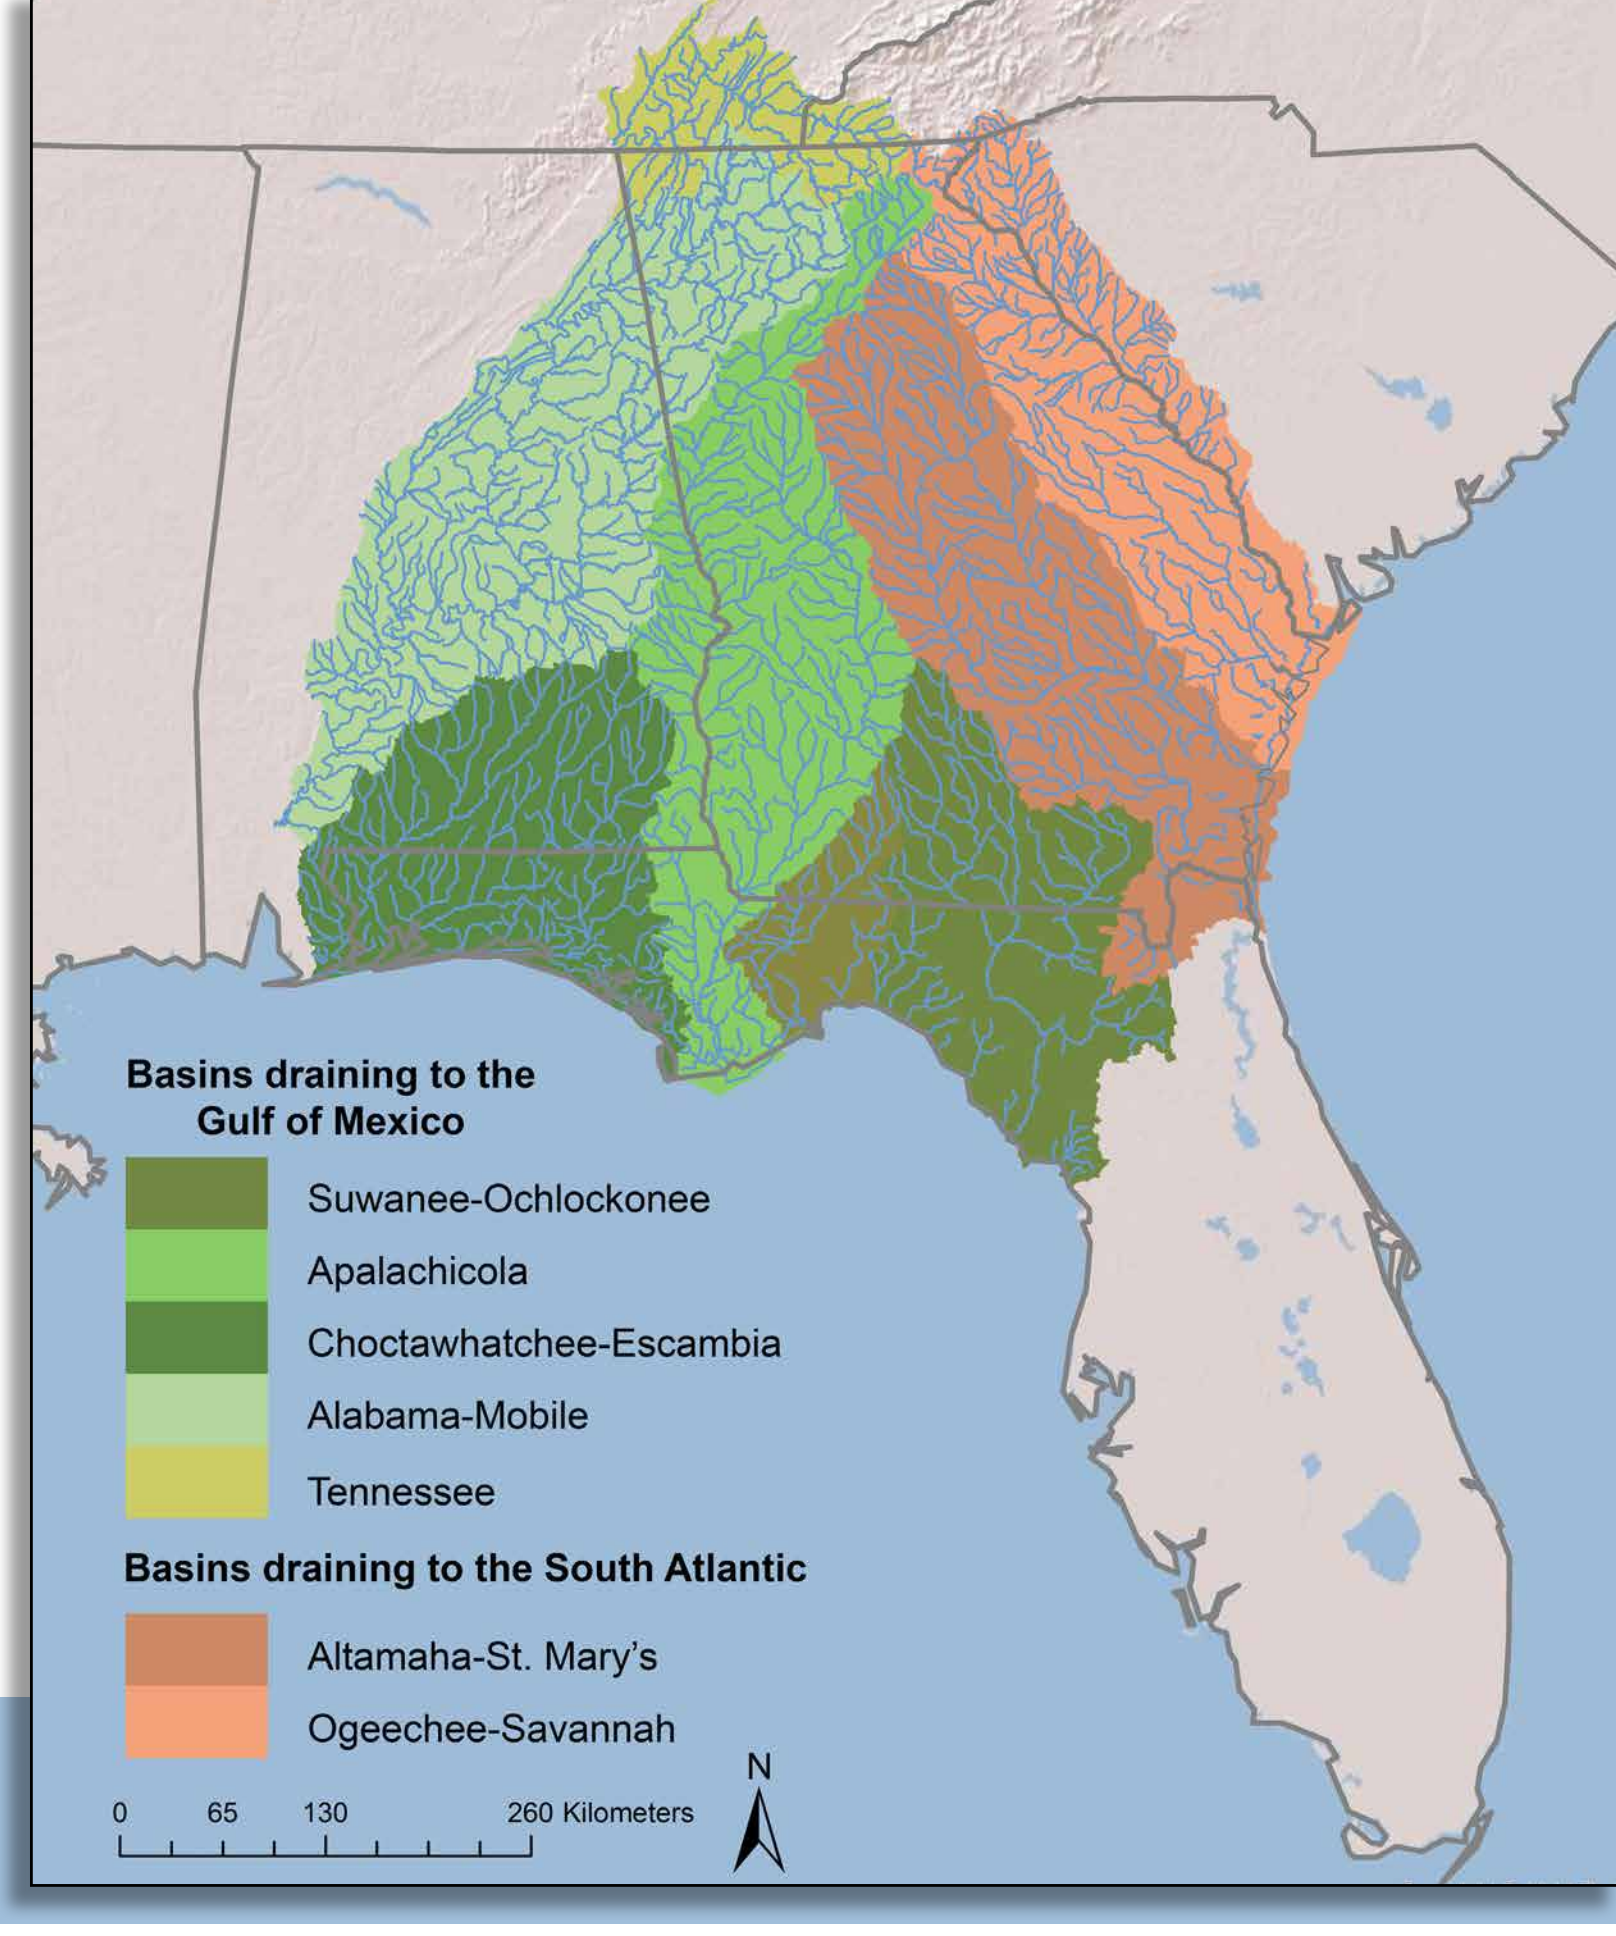 Basins draining to the
Gulf of Mexico
Suwanee-Ochlockonee
Apalachicola
Choctawhatchee-Escambia
Alabama-Mobile
Tennessee
Basins draining to the South Atlantic
Altamaha-St. Mary's
Ogeechee-Savannah
N
0 65 130 260 Kilometers